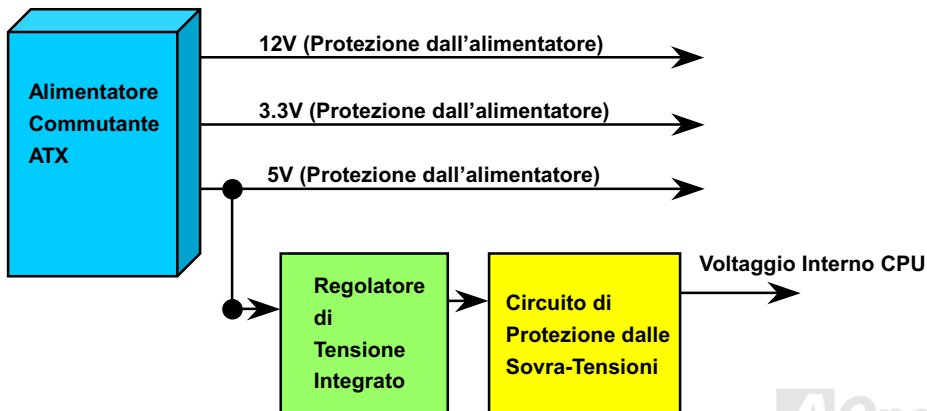 12V (Protezione dall'alimentatore)
Alimentatore
Commutante
ATX
3.3V (Protezione dall'alimentatore)
5V (Protezione dall'alimentatore)
Voltaggio Interno CPU
Regolatore
di
Tensione
Integrato
Circuito di
Protezione dalle
Sovra-Tensioni